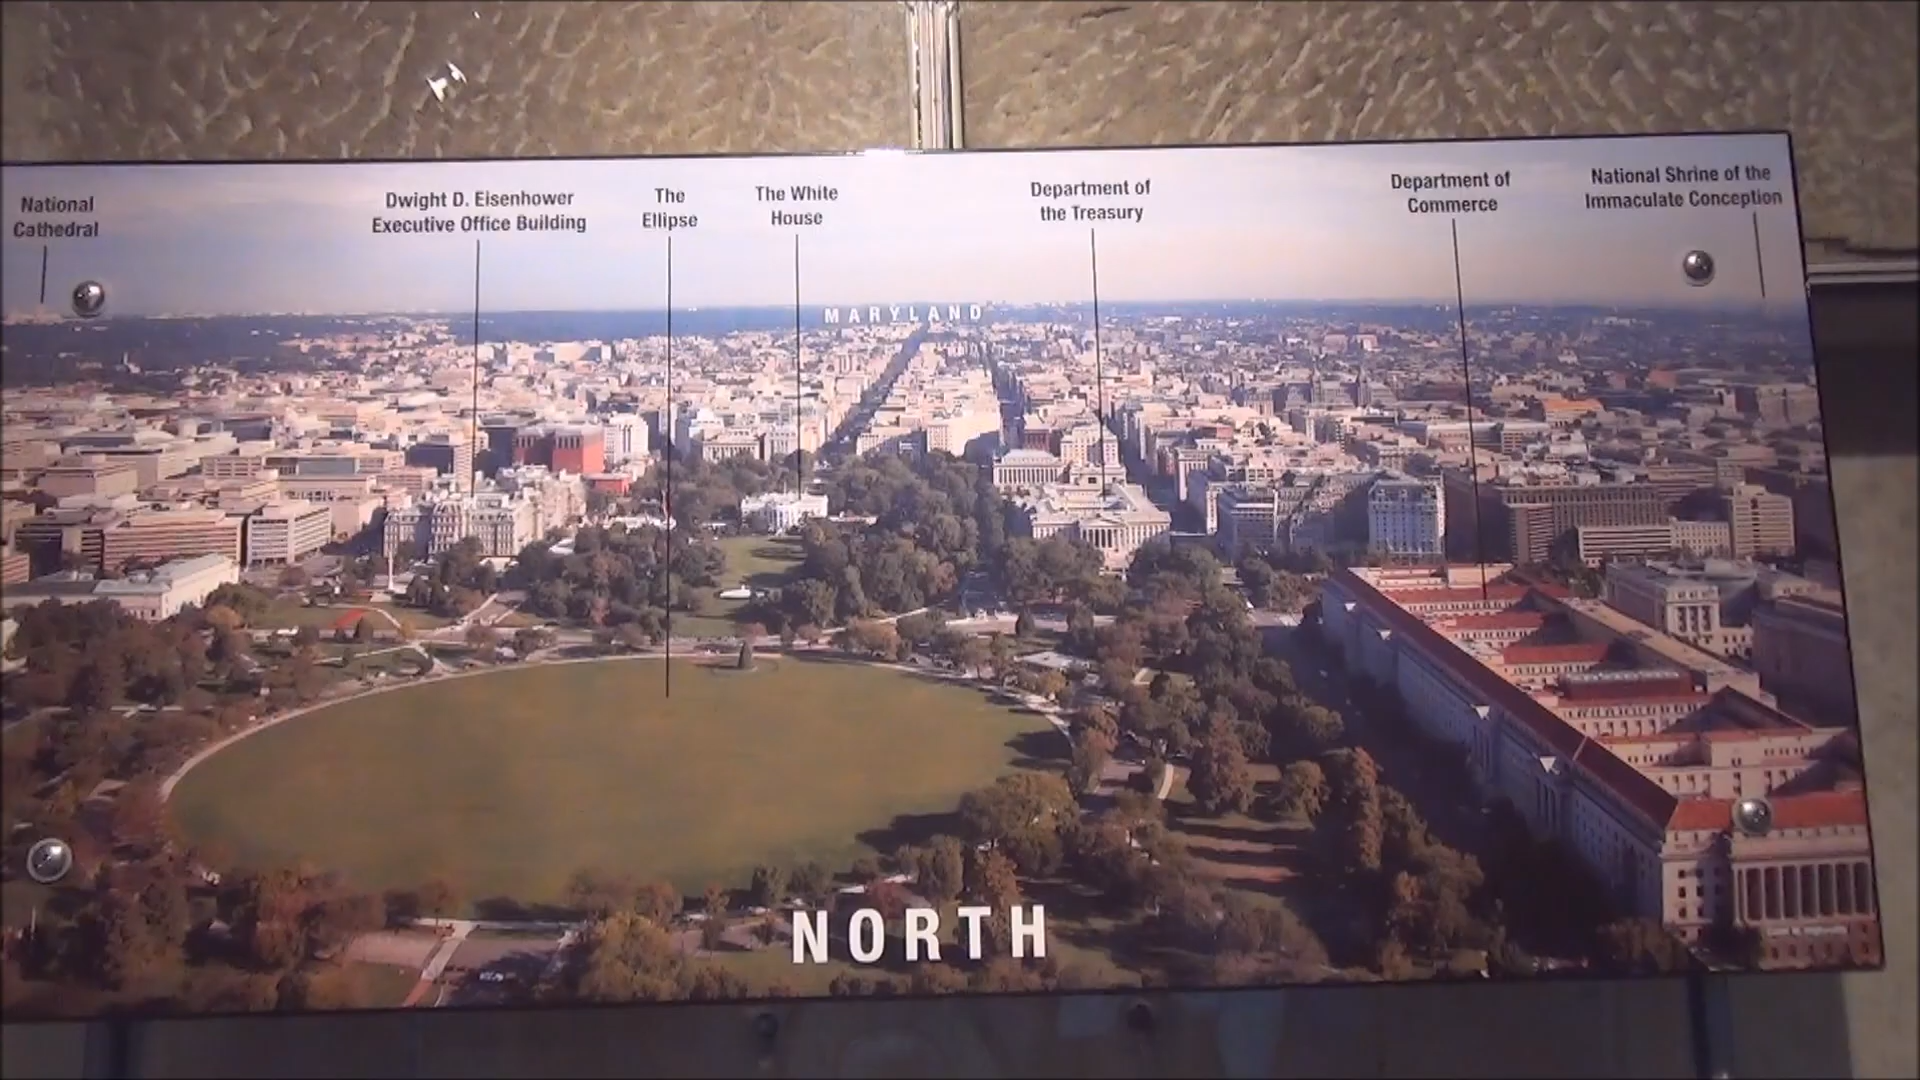 National
Cathedral
Dwight D. Eisenhower
Executive Office Building
The
Ellipse
The White
House
Department of
the Treasury
Department of
Commerce
National Shrine of the
Immaculate Conception
MARYLAND
NORTH